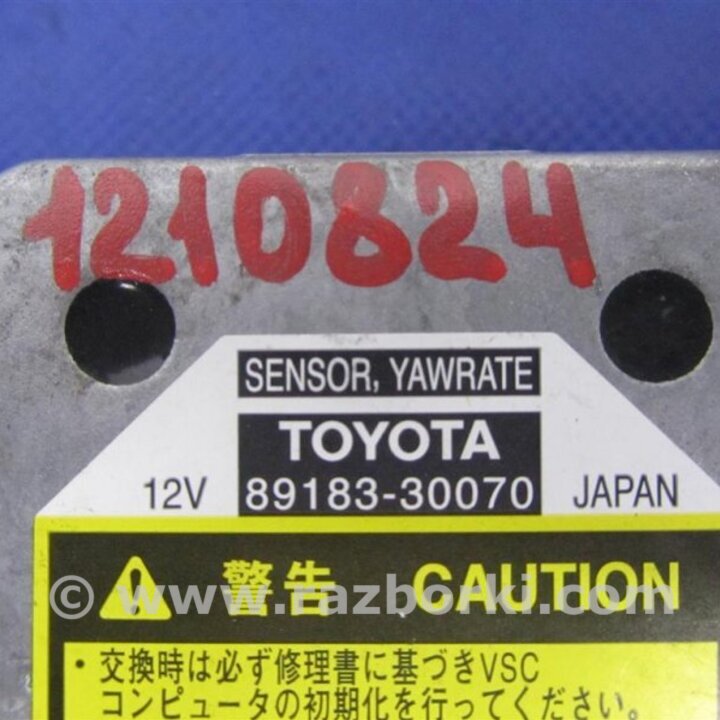 1210824
SENSOR, YAWRATE
TOYOTA
12V 89183-30070 JAPAN
警告 CAUTION
© www.razborki.com
・交換時は必ず修理書に基づきVSC
コンピュータの初期化を行ってください。